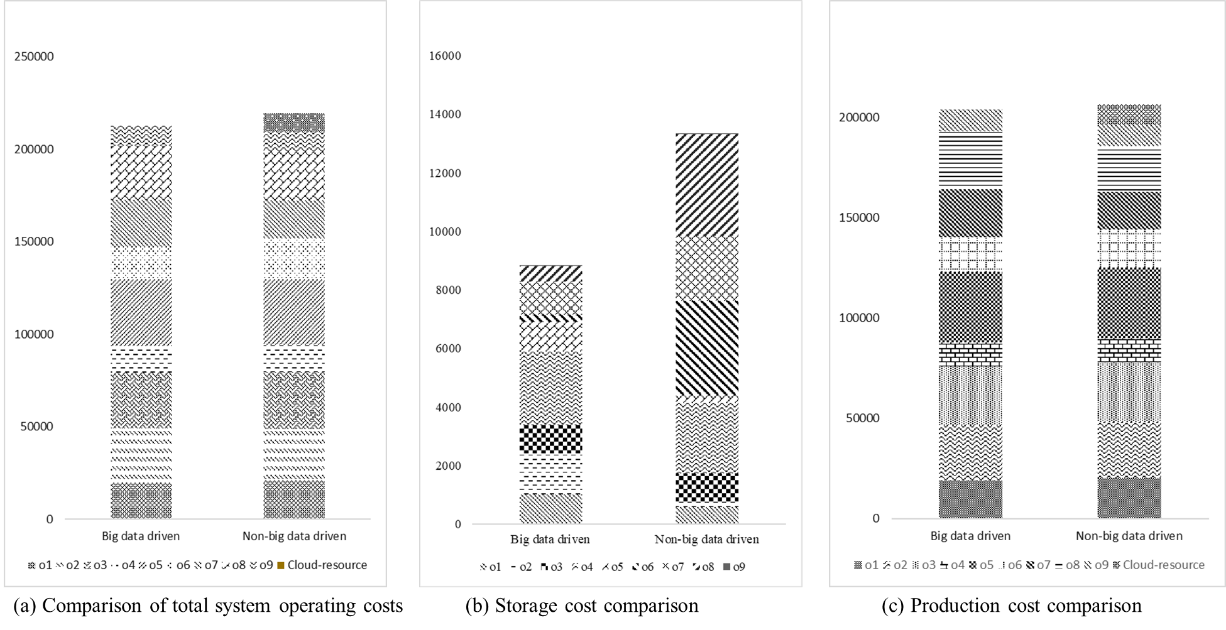 250000
200000
150000
100000
50000
0
Big data driven Non-big data driven
o1 o2 o3 o4 o5 o6 o7 o8 o9 Cloud-resource
(a) Comparison of total system operating costs
16000
14000
12000
10000
8000
6000
4000
2000
0
Big data driven Non-big data driven
o1 o2 o3 o4 o5 o6 o7 o8 o9
(b) Storage cost comparison
200000
150000
100000
50000
0
Big data driven Non-big data driven
o1 o2 o3 o4 o5 o6 o7 o8 o9 Cloud-resource
(c) Production cost comparison